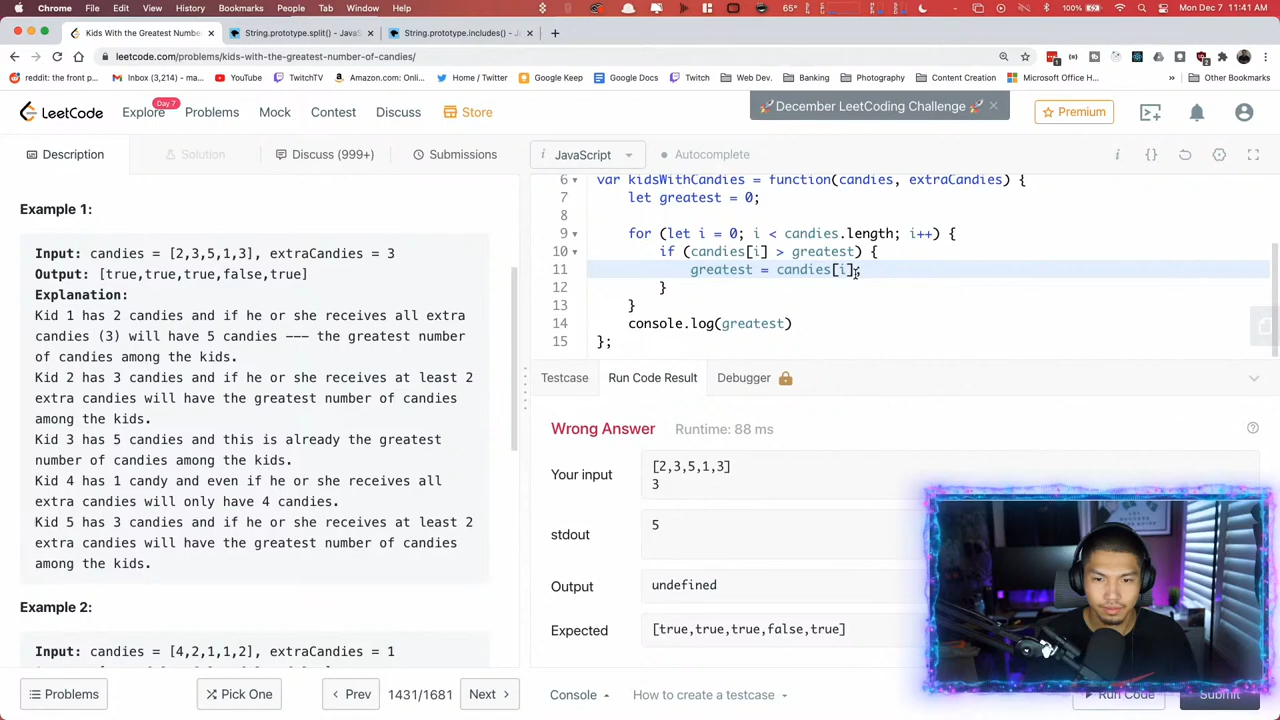 Chrome File Edit View History Bookmarks People Tab Window Help
100% Mon 11:41 AM
Kids With the Greatest Numbe
String.prototype.split() - JavaS
String.prototype.includes() - J
leetcode.com/problems/kids-with-the-greatest-number-of-candies/
reddit: the front p...
Inbox (3,214) - ma...
YouTube
TwitchTV
Amazon.com: Onli...
Home / Twitter
Google Keep
Google Docs
Twitch
Web Dev.
Banking
Photography
Content Creation
Microsoft Office H...
»
Other Bookmarks
LeetCode
Explore
Day 7
Problems
Mock
Contest
Discuss
Store
🚀December LeetCoding Challenge 🚀 ×
Premium
Description
Solution
Discuss (999+)
Submissions
i JavaScript
Autocomplete
Example 1:
Input: candies = [2,3,5,1,3], extraCandies = 3
Output: [true,true,true,false,true]
Explanation:
Kid 1 has 2 candies and if he or she receives all extra
candies (3) will have 5 candies --- the greatest number
of candies among the kids.
Kid 2 has 3 candies and if he or she receives at least 2
extra candies will have the greatest number of candies
among the kids.
Kid 3 has 5 candies and this is already the greatest
number of candies among the kids.
Kid 4 has 1 candy and even if he or she receives all
extra candies will only have 4 candies.
Kid 5 has 3 candies and if he or she receives at least 2
extra candies will have the greatest number of candies
among the kids.
Example 2:
Input: candies = [4,2,1,1,2], extraCandies = 1
6 var kidsWithCandies = function(candies, extraCandies) {
7 let greatest = 0;
8
9 for (let i = 0; i < candies.length; i++) {
10 if (candies[i] > greatest) {
11 greatest = candies[i];
12 }
13 }
14 console.log(greatest)
15 };
Testcase
Run Code Result
Debugger
Wrong Answer
Runtime: 88 ms
Your input
[2,3,5,1,3]
3
stdout
5
Output
undefined
Expected
[true,true,true,false,true]
Problems
Pick One
Prev
1431/1681
Next
Console
How to create a testcase
Run Code
Submit